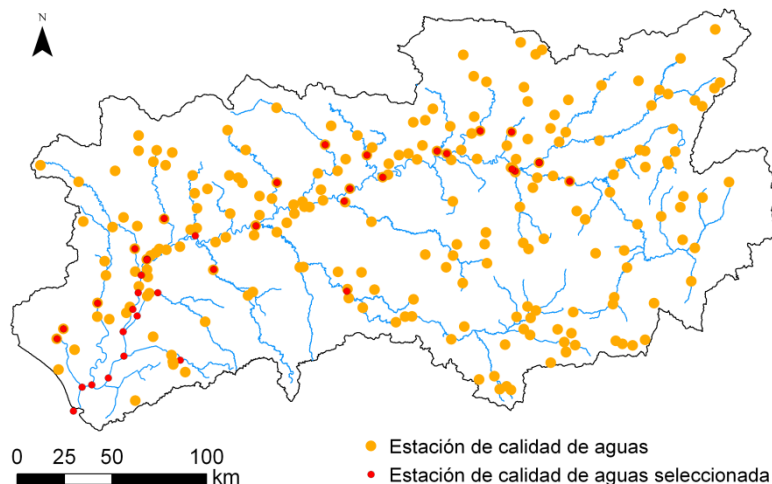 N
Estación de calidad de aguas
0 25 50 100
km
Estación de calidad de aguas seleccionada